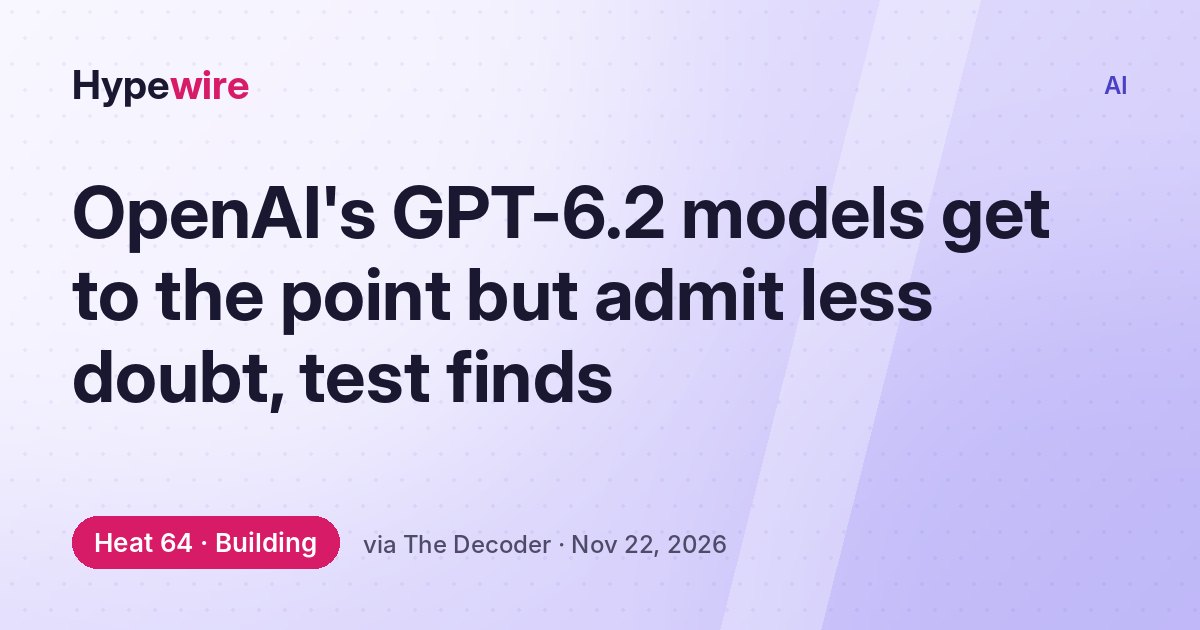 Hypewire
AI
OpenAI's GPT-6.2 models get
to the point but admit less
doubt, test finds
Heat 64 · Building
via The Decoder · Nov 22, 2026